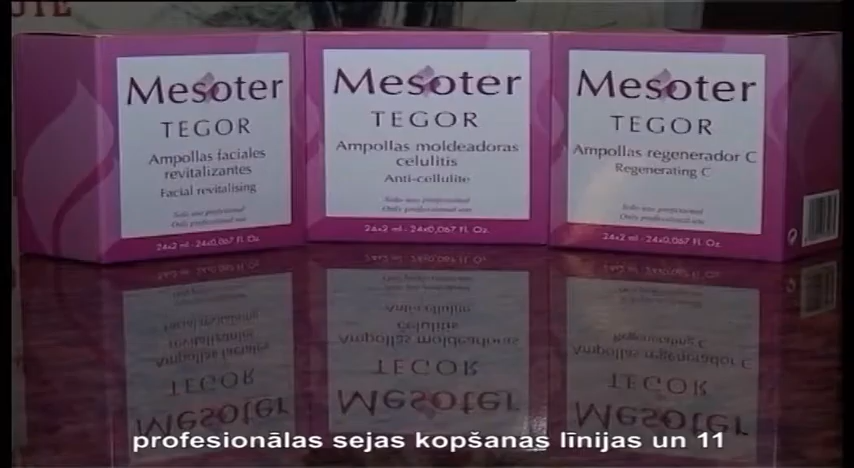 UTE
Mesoter
TEGOR
Ampollas faciales
revitalizantes
Facial revitalising
Solo uso profesional
Only professional use
24x2 ml - 24x0,067 Fl. Oz.
Mesoter
TEGOR
Ampollas moldeadoras
celulitis
Anti-cellulite
Solo uso profesional
Only professional use
24x2 ml - 24x0,067 Fl. Oz.
Mesoter
TEGOR
Ampollas regenerador C
Regenerating C
Solo uso profesional
Only professional use
24x2 ml - 24x0,067 Fl. Oz.
profesionālas sejas kopšanas līnijas un 11